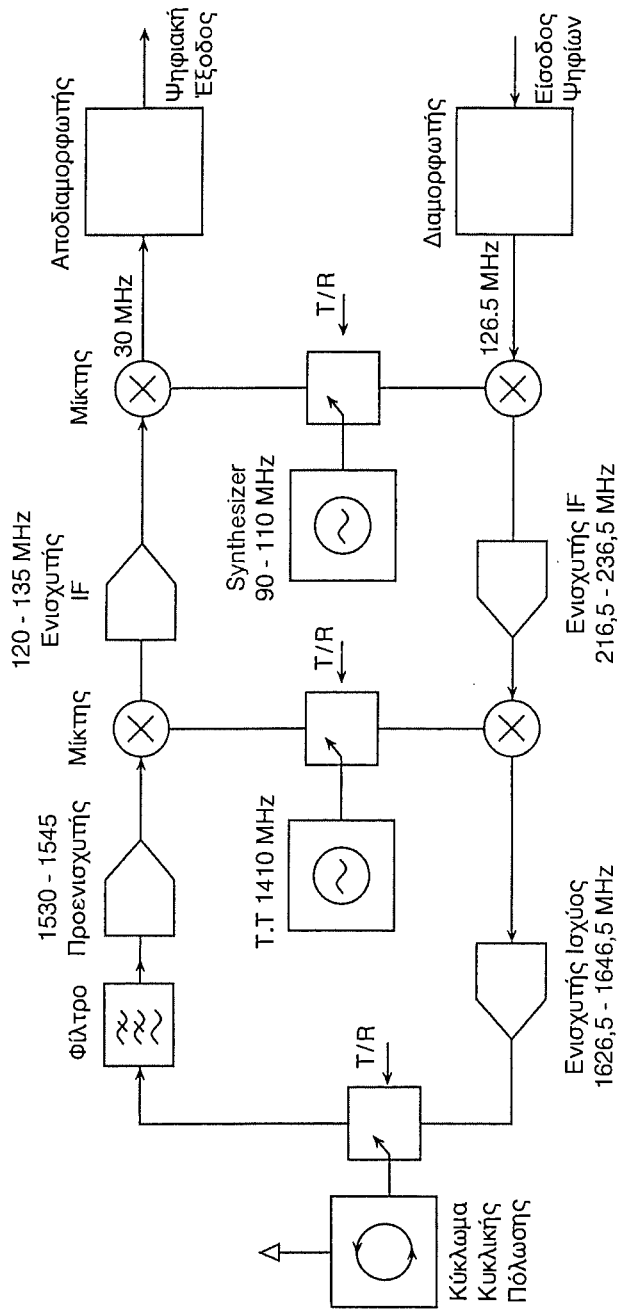 Κύκλωμα
Κυκλικής
Πόλωσης
T/R
Φίλτρο
1530 - 1545
Προενισχυτής
Μίκτης
120 - 135 MHz
Ενισχυτής
IF
Μίκτης
30 MHz
Αποδιαμορφωτής
Ψηφιακή
Έξοδος
T.T 1410 MHz
T/R
Synthesizer
90 - 110 MHz
T/R
Ενισχυτής Ισχύος
1626,5 - 1646,5 MHz
Ενισχυτής IF
216,5 - 236,5 MHz
126.5 MHz
Διαμορφωτής
Είσοδος
Ψηφίων